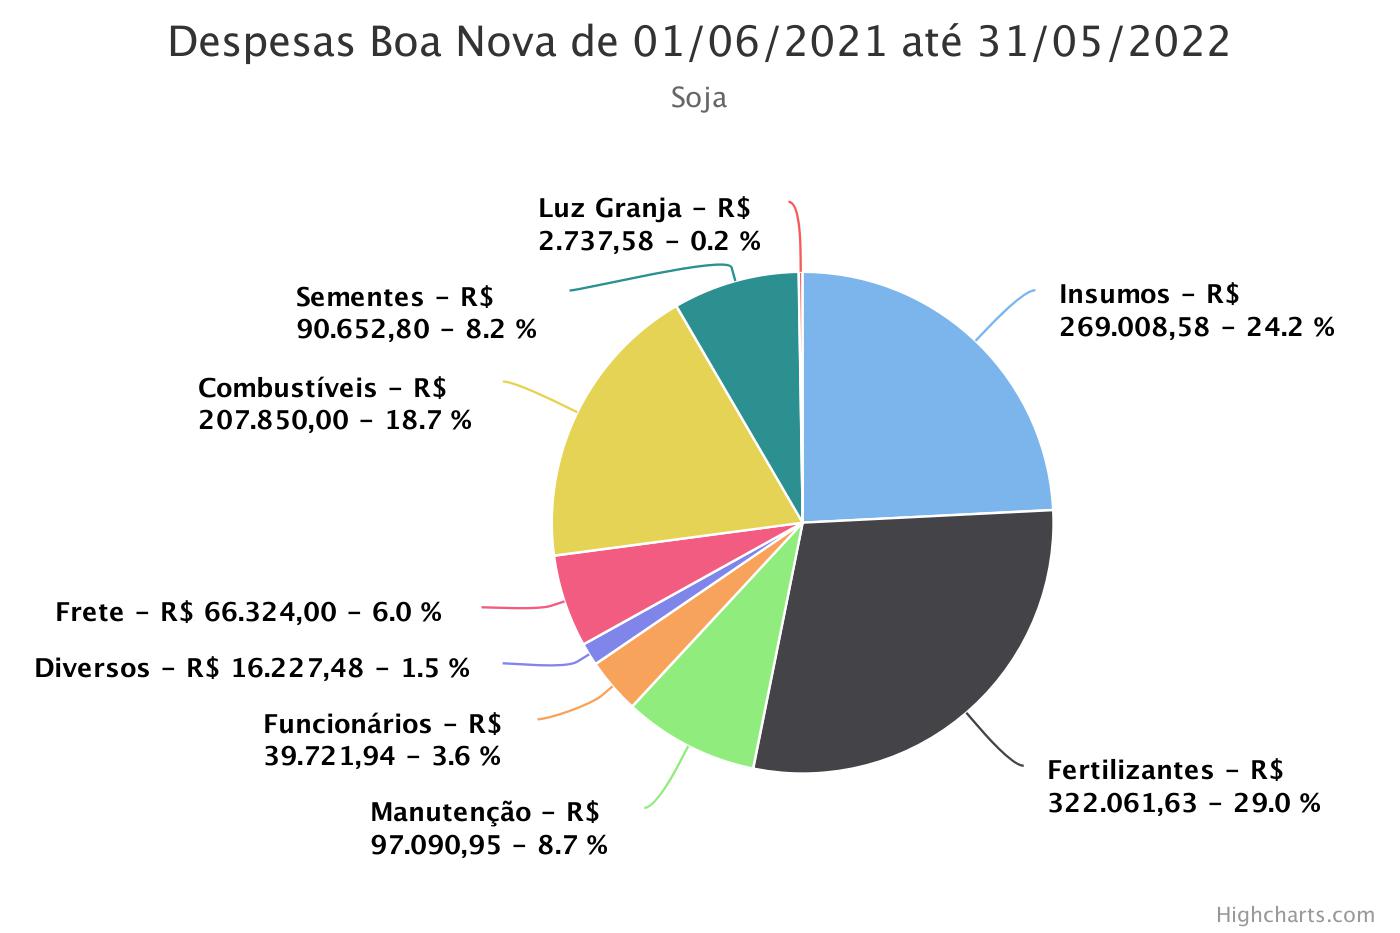 Despesas Boa Nova de 01/06/2021 até 31/05/2022
Soja
Luz Granja – R$
2.737,58 – 0.2 %
Sementes – R$
90.652,80 – 8.2 %
Insumos – R$
269.008,58 – 24.2 %
Combustíveis – R$
207.850,00 – 18.7 %
Frete – R$ 66.324,00 – 6.0 %
Diversos – R$ 16.227,48 – 1.5 %
Funcionários – R$
39.721,94 – 3.6 %
Fertilizantes – R$
322.061,63 – 29.0 %
Manutenção – R$
97.090,95 – 8.7 %
Highcharts.com